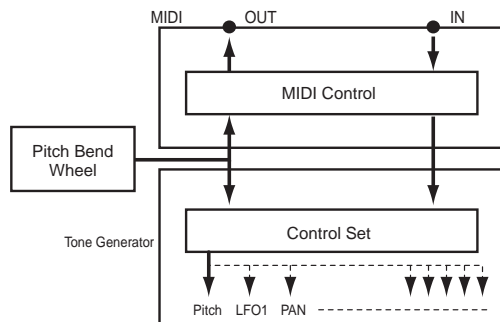 MIDI OUT IN
MIDI Control
Pitch Bend
Wheel
Tone Generator
Control Set
Pitch LFO1 PAN